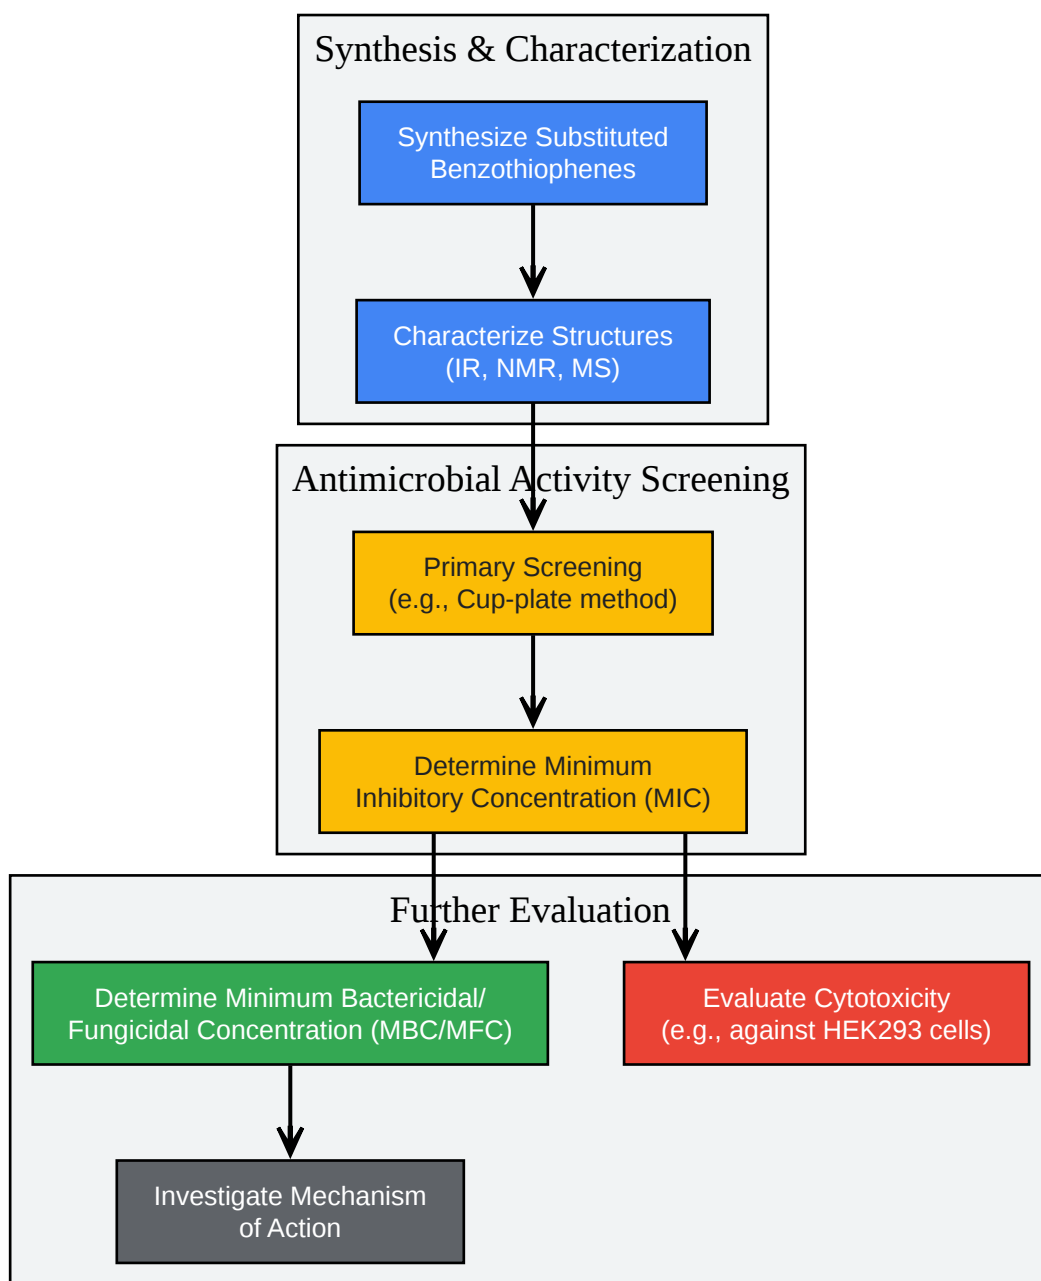 Synthesis & Characterization
Synthesize Substituted
Benzothiophenes
Characterize Structures
(IR, NMR, MS)
Antimicrobial Activity Screening
Primary Screening
(e.g., Cup-plate method)
Determine Minimum
Inhibitory Concentration (MIC)
Further Evaluation
Determine Minimum Bactericidal/
Fungicidal Concentration (MBC/MFC)
Evaluate Cytotoxicity
(e.g., against HEK293 cells)
Investigate Mechanism
of Action